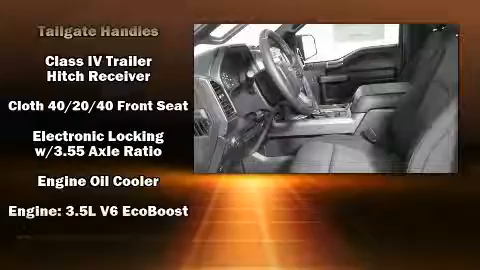 Tailgate Handles
Class IV Trailer
Hitch Receiver
Cloth 40/20/40 Front Seat
Electronic Locking
w/3.55 Axle Ratio
Engine Oil Cooler
Engine: 3.5L V6 EcoBoost